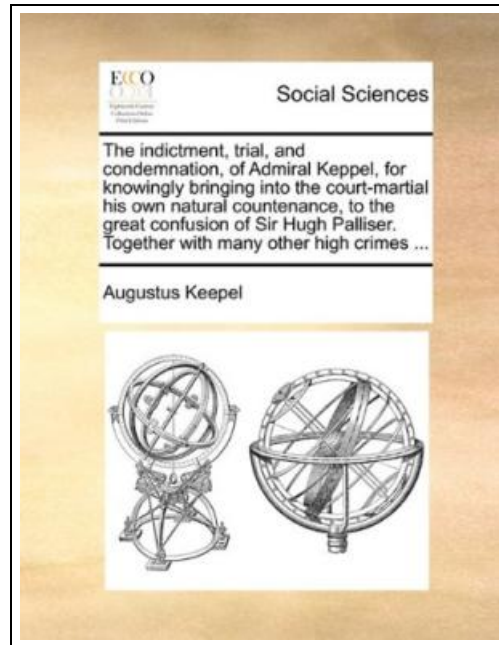 ECCO
Social Sciences
The indictment, trial, and
condemnation, of Admiral Keppel, for
knowingly bringing into the court-martial
his own natural countenance, to the
great confusion of Sir Hugh Palliser.
Together with many other high crimes ...
Augustus Keepel